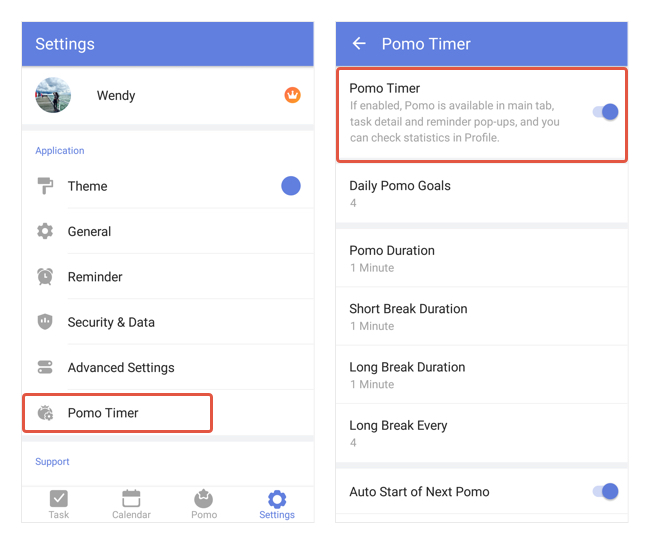 Settings
Wendy
Application
Theme
General
Reminder
Security & Data
Advanced Settings
Pomo Timer
Support
Task
Calendar
Pomo
Settings
Pomo Timer
Pomo Timer
If enabled, Pomo is available in main tab,
task detail and reminder pop-ups, and you
can check statistics in Profile.
Daily Pomo Goals
4
Pomo Duration
1 Minute
Short Break Duration
1 Minute
Long Break Duration
1 Minute
Long Break Every
4
Auto Start of Next Pomo